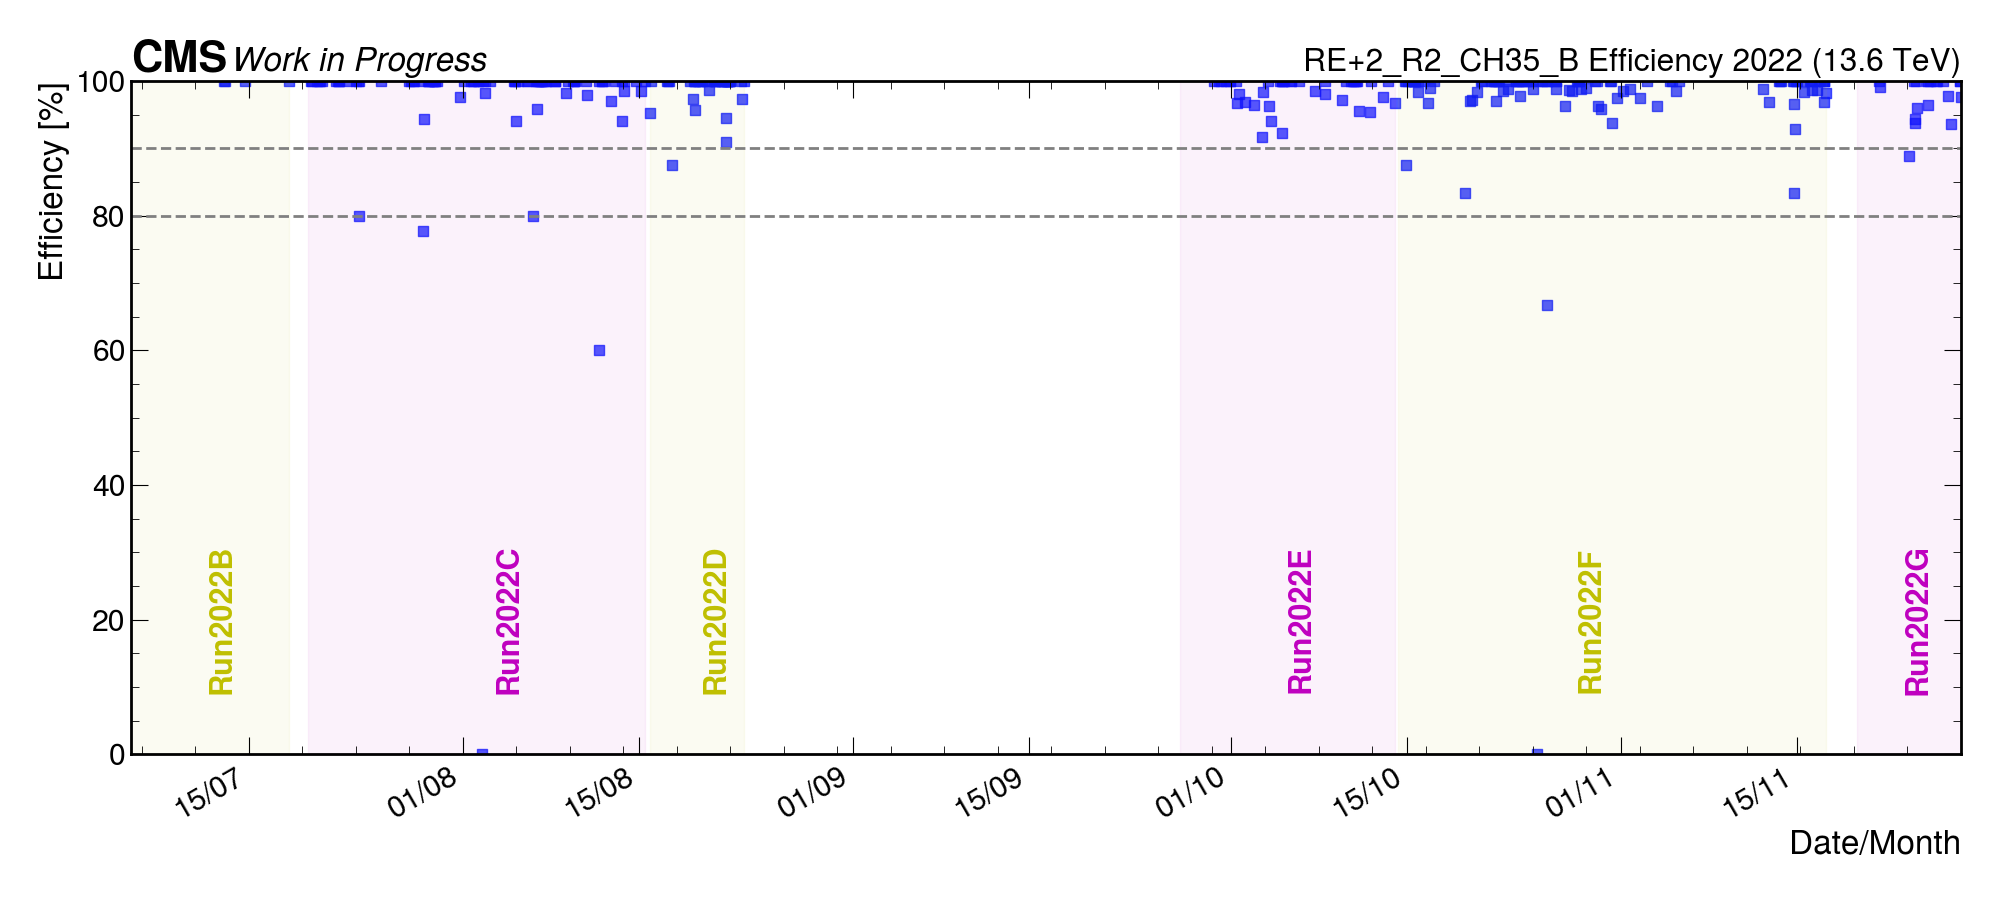 CMS Work in Progress
RE+2_R2_CH35_B Efficiency 2022 (13.6 TeV)
Efficiency [%]
100
80
60
40
20
0
Run2022B
Run2022C
Run2022D
Run2022E
Run2022F
Run2022G
15/07
01/08
15/08
01/09
15/09
01/10
15/10
01/11
15/11
Date/Month